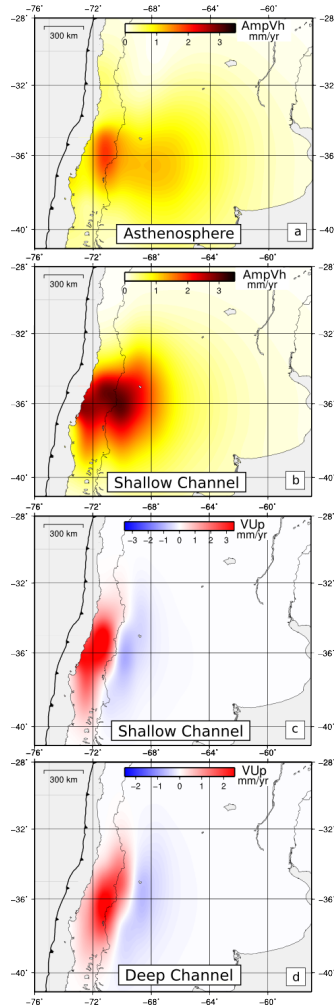 −76˚ −72˚ −68˚ −64˚ −60˚
−28˚ −28˚
300 km
AmpVh
mm/yr
0 1 2 3
−32˚ −32˚
−36˚ −36˚
−40˚ −40˚
Asthenosphere
a
−76˚ −72˚ −68˚ −64˚ −60˚
−28˚ −28˚
300 km
AmpVh
mm/yr
0 1 2 3
−32˚ −32˚
−36˚ −36˚
−40˚ −40˚
Shallow Channel
b
−76˚ −72˚ −68˚ −64˚ −60˚
−28˚ −28˚
300 km
VUp
mm/yr
−3 −2 −1 0 1 2 3
−32˚ −32˚
−36˚ −36˚
−40˚ −40˚
Shallow Channel
c
−76˚ −72˚ −68˚ −64˚ −60˚
−28˚ −28˚
300 km
VUp
mm/yr
−2 −1 0 1 2
−32˚ −32˚
−36˚ −36˚
−40˚ −40˚
Deep Channel
d
−76˚ −72˚ −68˚ −64˚ −60˚